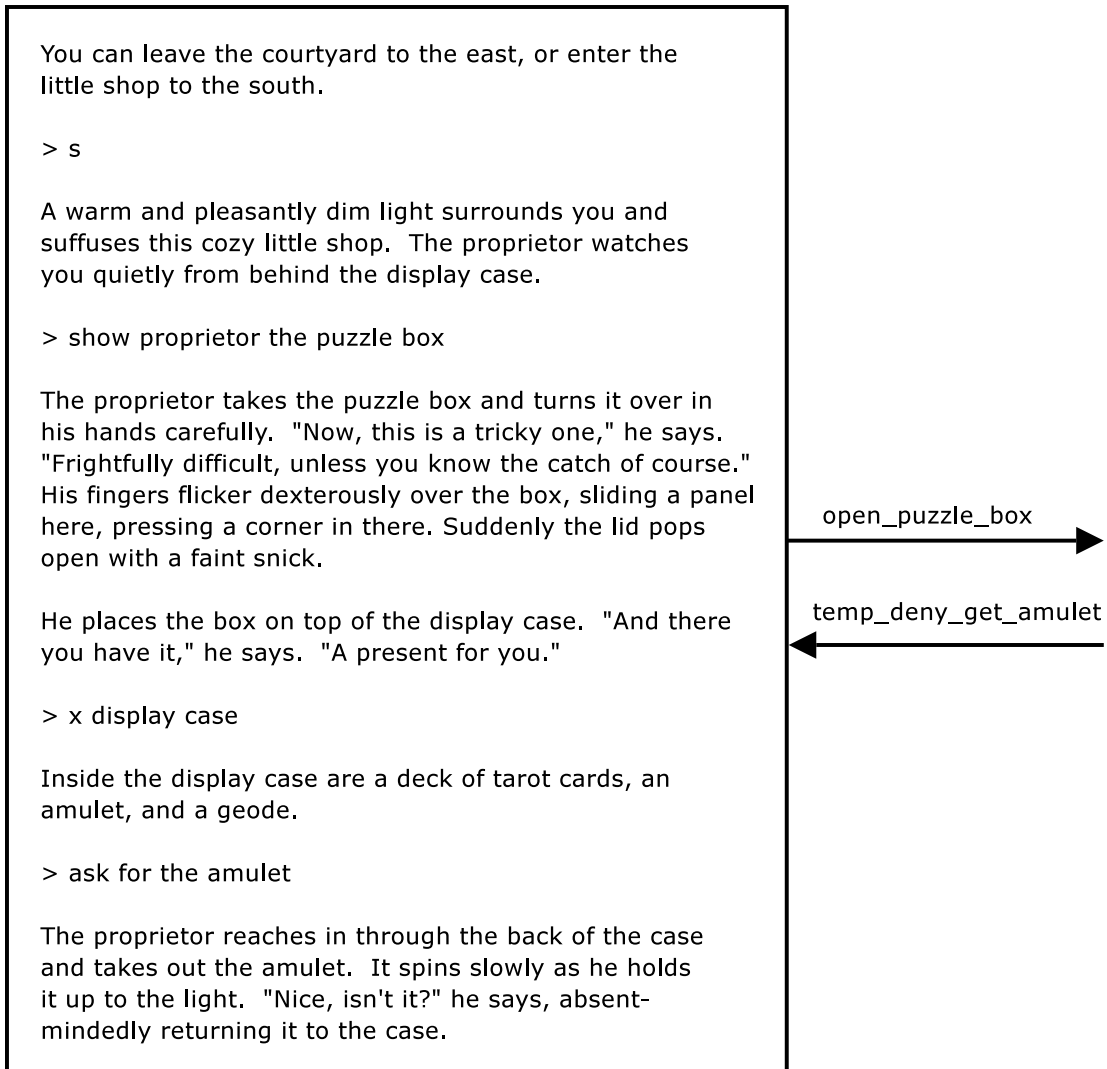 You can leave the courtyard to the east, or enter the
little shop to the south.
> s
A warm and pleasantly dim light surrounds you and
suffuses this cozy little shop.  The proprietor watches
you quietly from behind the display case.
> show proprietor the puzzle box
The proprietor takes the puzzle box and turns it over in
his hands carefully.  "Now, this is a tricky one," he says.
"Frightfully difficult, unless you know the catch of course."
His fingers flicker dexterously over the box, sliding a panel
here, pressing a corner in there. Suddenly the lid pops
open with a faint snick.
He places the box on top of the display case.  "And there
you have it," he says.  "A present for you."
> x display case
Inside the display case are a deck of tarot cards, an
amulet, and a geode.
> ask for the amulet
The proprietor reaches in through the back of the case
and takes out the amulet.  It spins slowly as he holds
it up to the light.  "Nice, isn't it?" he says, absent-
mindedly returning it to the case.
open_puzzle_box
temp_deny_get_amulet